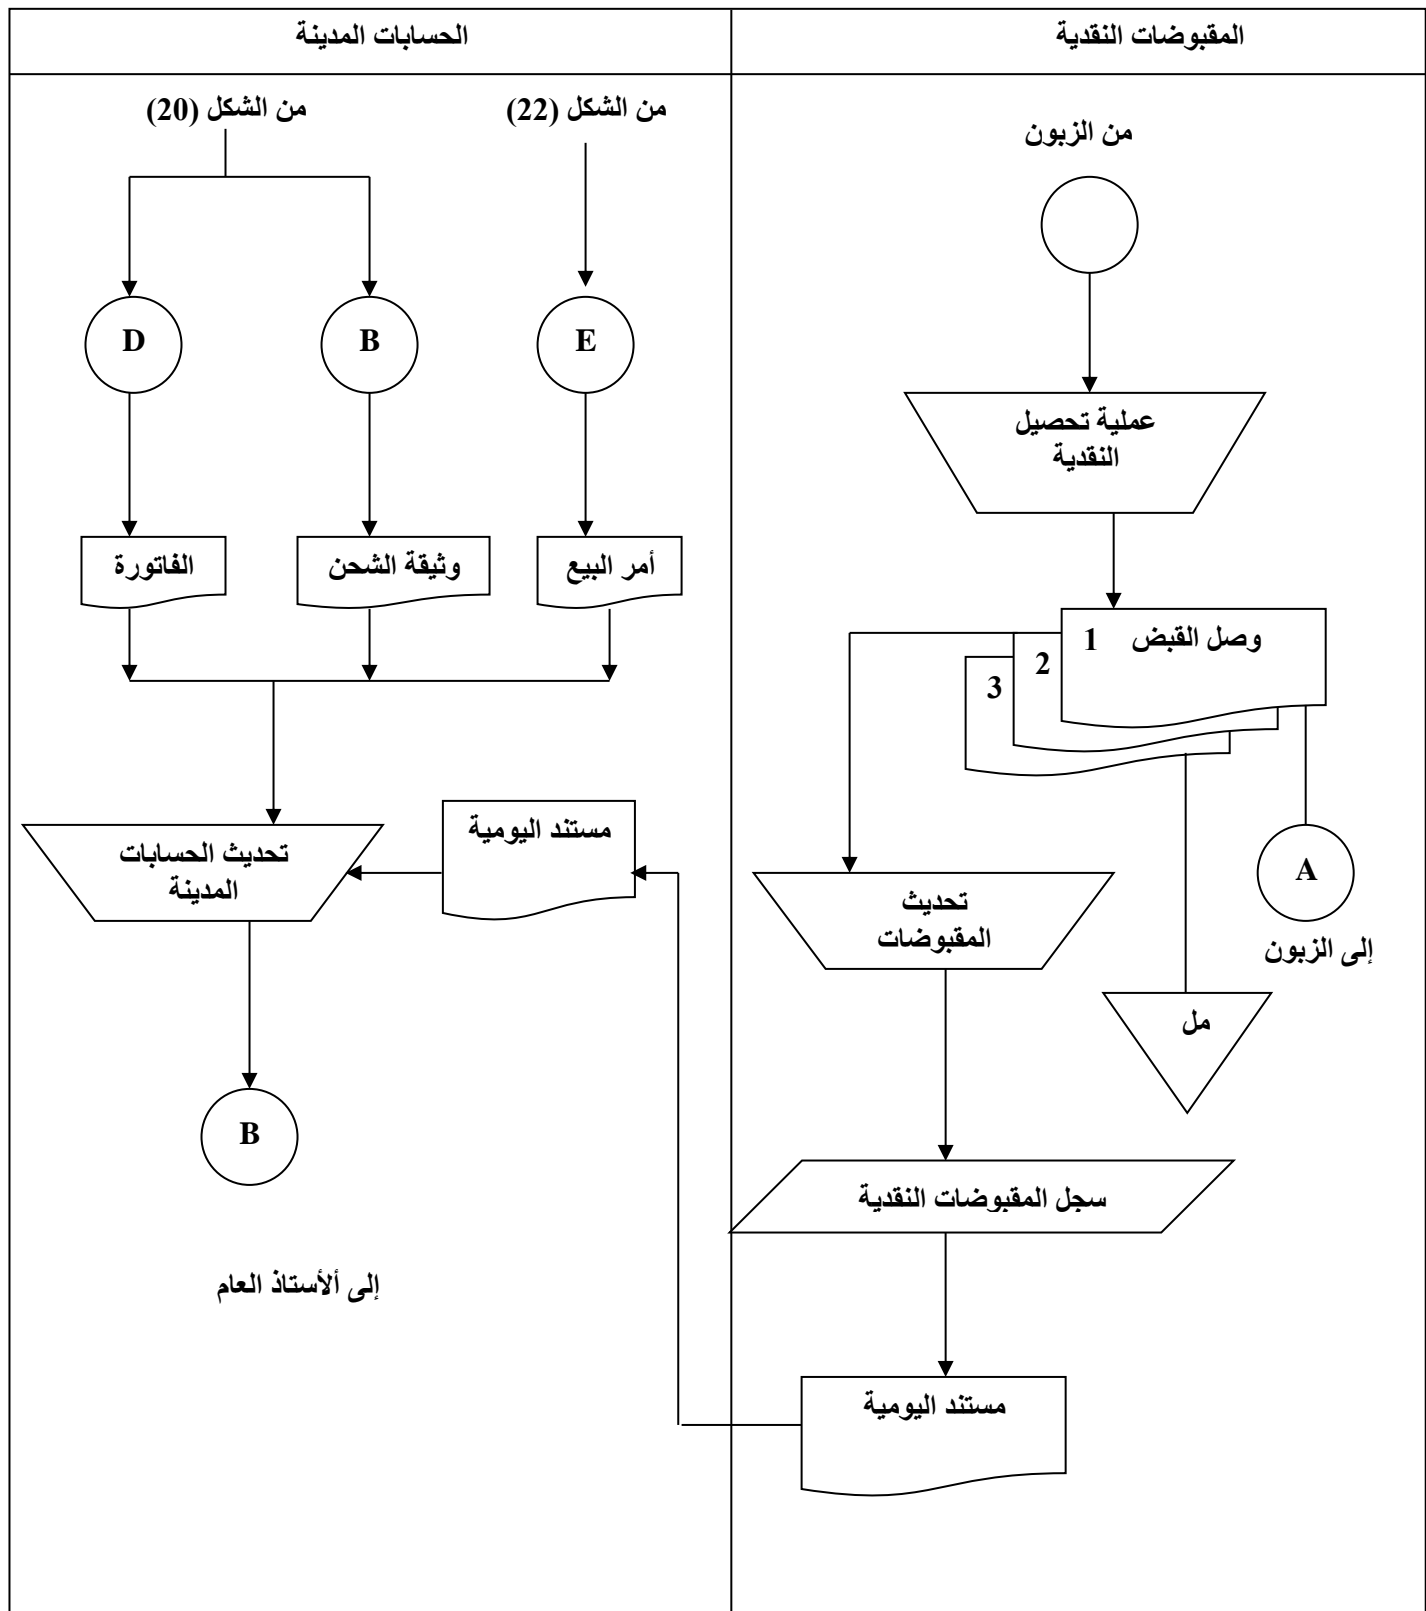 المقبوضات النقدية
الحسابات المدينة
من الزبون
عملية تحصيل
النقدية
وصل القبض
1
2
3
A
إلى الزبون
مل
تحديث
المقبوضات
سجل المقبوضات النقدية
مستند اليومية
من الشكل (22)
من الشكل (20)
E
B
D
أمر البيع
وثيقة الشحن
الفاتورة
مستند اليومية
تحديث الحسابات
المدينة
B
إلى ألأستاذ العام